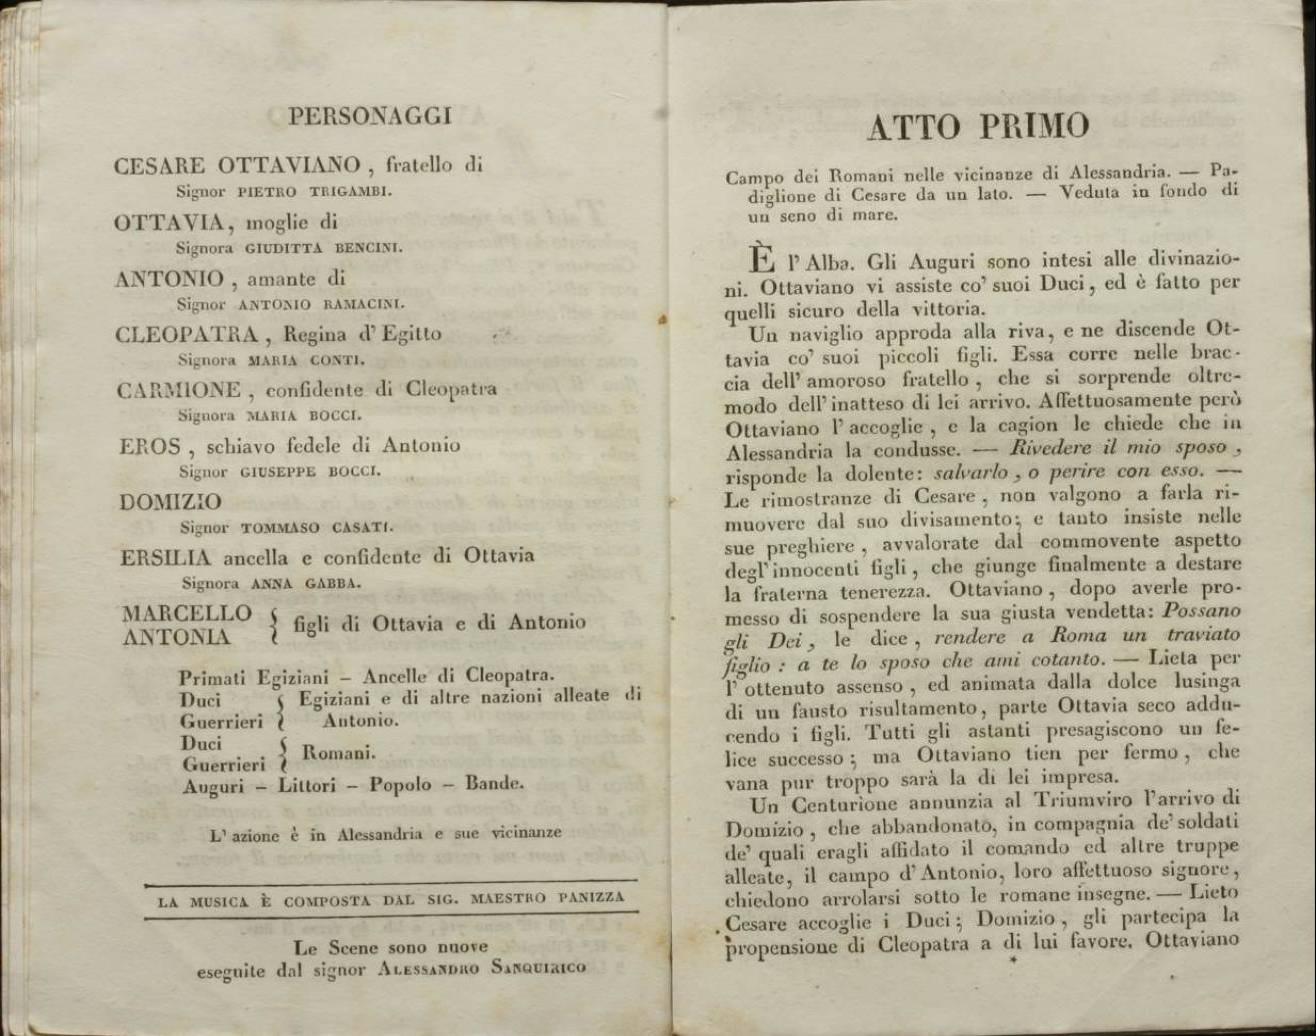 PERSONAGGI
CESARE OTTAVIANO , fratello di
Signor PIETRO TRIGAMBI.
OTTAVIA, moglie di
Signora GIUDITTA BENCINI.
ANTONIO , amante di
Signor ANTONIO RAMACINI.
CLEOPATRA , Regina d' Egitto
Signora MARIA CONTI.
CARMIONE , confidente di Cleopatra
Signora MARIA BOCCI.
EROS , schiavo fedele di Antonio
Signor GIUSEPPE BOCCI.
DOMIZIO
Signor TOMMASO CASATI.
ERSILIA ancella e confidente di Ottavia
Signora ANNA GABBA.
MARCELLO
ANTONIA } figli di Ottavia e di Antonio
Primati Egiziani – Ancelle di Cleopatra.
Duci { Egiziani e di altre nazioni alleate di
Guerrieri { Antonio.
Duci
Guerrieri { Romani.
Auguri – Littori – Popolo – Bande.
L' azione è in Alessandria e sue vicinanze
LA MUSICA È COMPOSTA DAL SIG. MAESTRO PANIZZA
Le Scene sono nuove
eseguite dal signor ALESSANDRO SANQUIRICO
ATTO PRIMO
Campo dei Romani nelle vicinanze di Alessandria. — Pa-
diglione di Cesare da un lato. — Veduta in fondo di
un seno di mare.
È l' Alba. Gli Auguri sono intesi alle divinazio-
ni. Ottaviano vi assiste co' suoi Duci, ed è fatto per
quelli sicuro della vittoria.
Un naviglio approda alla riva, e ne discende Ot-
tavia co' suoi piccoli figli. Essa corre nelle brac-
cia dell' amoroso fratello , che si sorprende oltre-
modo dell' inatteso di lei arrivo. Affettuosamente però
Ottaviano l' accoglie , e la cagion le chiede che in
Alessandria la condusse. — Rivedere il mio sposo ,
risponde la dolente: salvarlo , o perire con esso. —
Le rimostranze di Cesare , non valgono a farla ri-
muovere dal suo divisamento; e tanto insiste nelle
sue preghiere , avvalorate dal commovente aspetto
degl' innocenti figli , che giunge finalmente a destare
la fraterna tenerezza. Ottaviano , dopo averle pro-
messo di sospendere la sua giusta vendetta: Possano
gli Dei , le dice , rendere a Roma un traviato
figlio : a te lo sposo che ami cotanto. — Lieta per
l' ottenuto assenso , ed animata dalla dolce lusinga
di un fausto risultamento, parte Ottavia seco addu-
cendo i figli. Tutti gli astanti presagiscono un fe-
lice successo ; ma Ottaviano tien per fermo , che
vana pur troppo sarà la di lei impresa.
Un Centurione annunzia al Triumviro l'arrivo di
Domizio , che abbandonato, in compagnia de' soldati
de' quali eragli affidato il comando ed altre truppe
alleate, il campo d' Antonio, loro affettuoso signore,
chiedono arrolarsi sotto le romane insegne. — Lieto
Cesare accoglie i Duci; Domizio , gli partecipa la
propensione di Cleopatra a di lui favore. Ottaviano
*